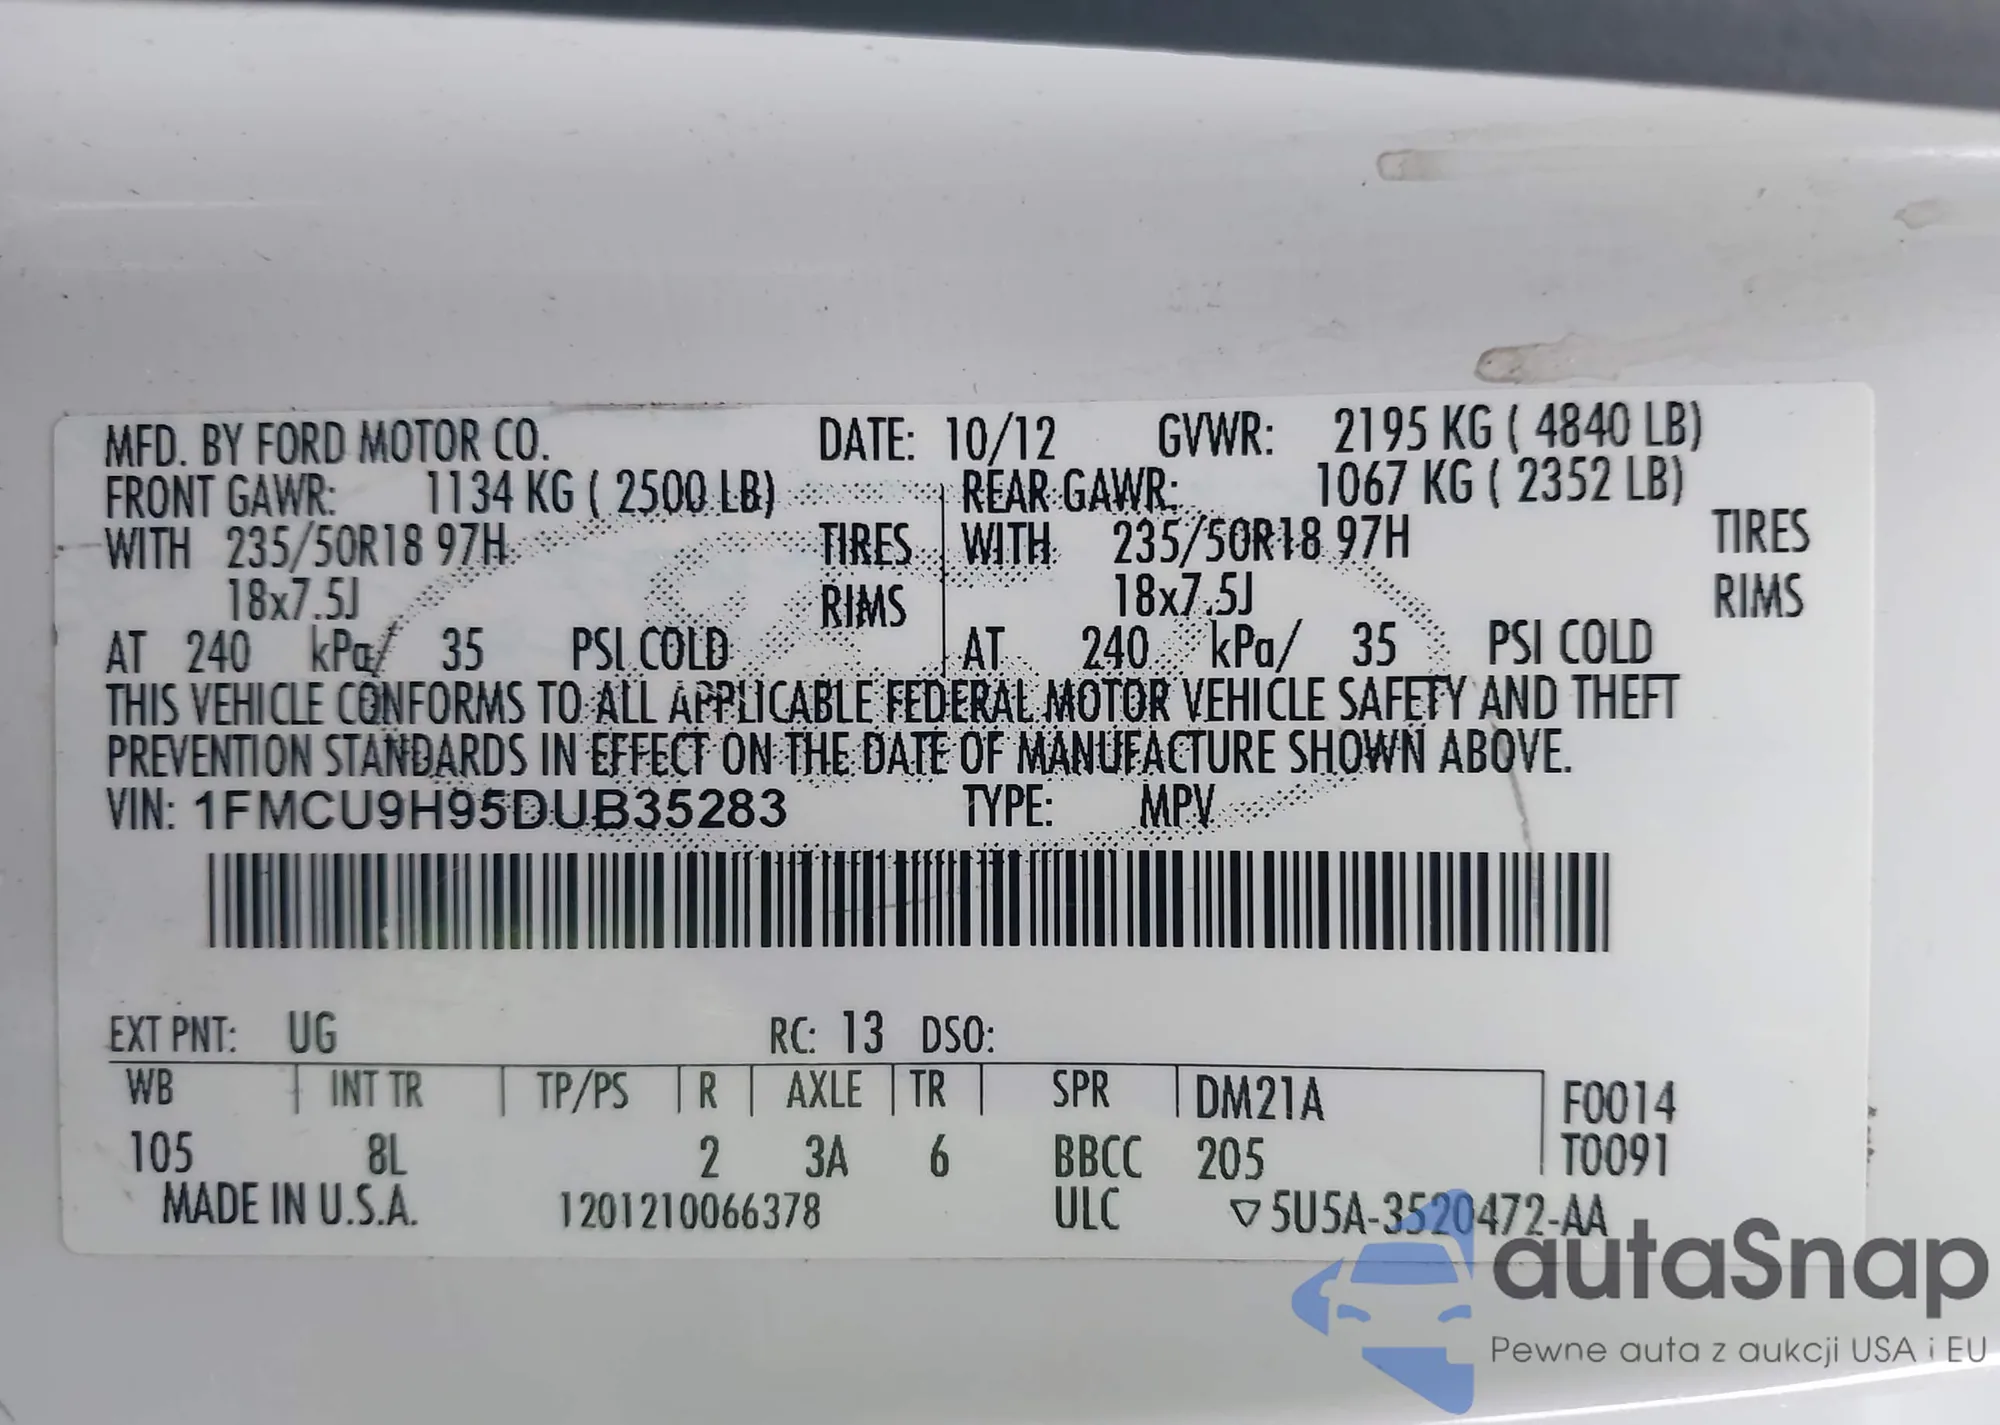 MFD. BY FORD MOTOR CO. DATE: 10/12 GVWR: 2195 KG ( 4840 LB)
FRONT GAWR: 1134 KG ( 2500 LB) REAR GAWR: 1067 KG ( 2352 LB)
WITH 235/50R18 97H TIRES WITH 235/50R18 97H TIRES
18x7.5J RIMS 18x7.5J RIMS
AT 240 kPa/ 35 PSI COLD AT 240 kPa/ 35 PSI COLD
THIS VEHICLE CONFORMS TO ALL APPLICABLE FEDERAL MOTOR VEHICLE SAFETY AND THEFT
PREVENTION STANDARDS IN EFFECT ON THE DATE OF MANUFACTURE SHOWN ABOVE.
VIN: 1FMCU9H95DUB35283 TYPE: MPV
EXT PNT: UG RC: 13 DSO:
WB INT TR TP/PS R AXLE TR SPR DM21A F0014
105 8L 2 3A 6 BBCC 205 T0091
MADE IN U.S.A. 1201210066378 ULC ▽5U5A-3520472-AA
autaSnap
Pewne auta z aukcji USA i EU